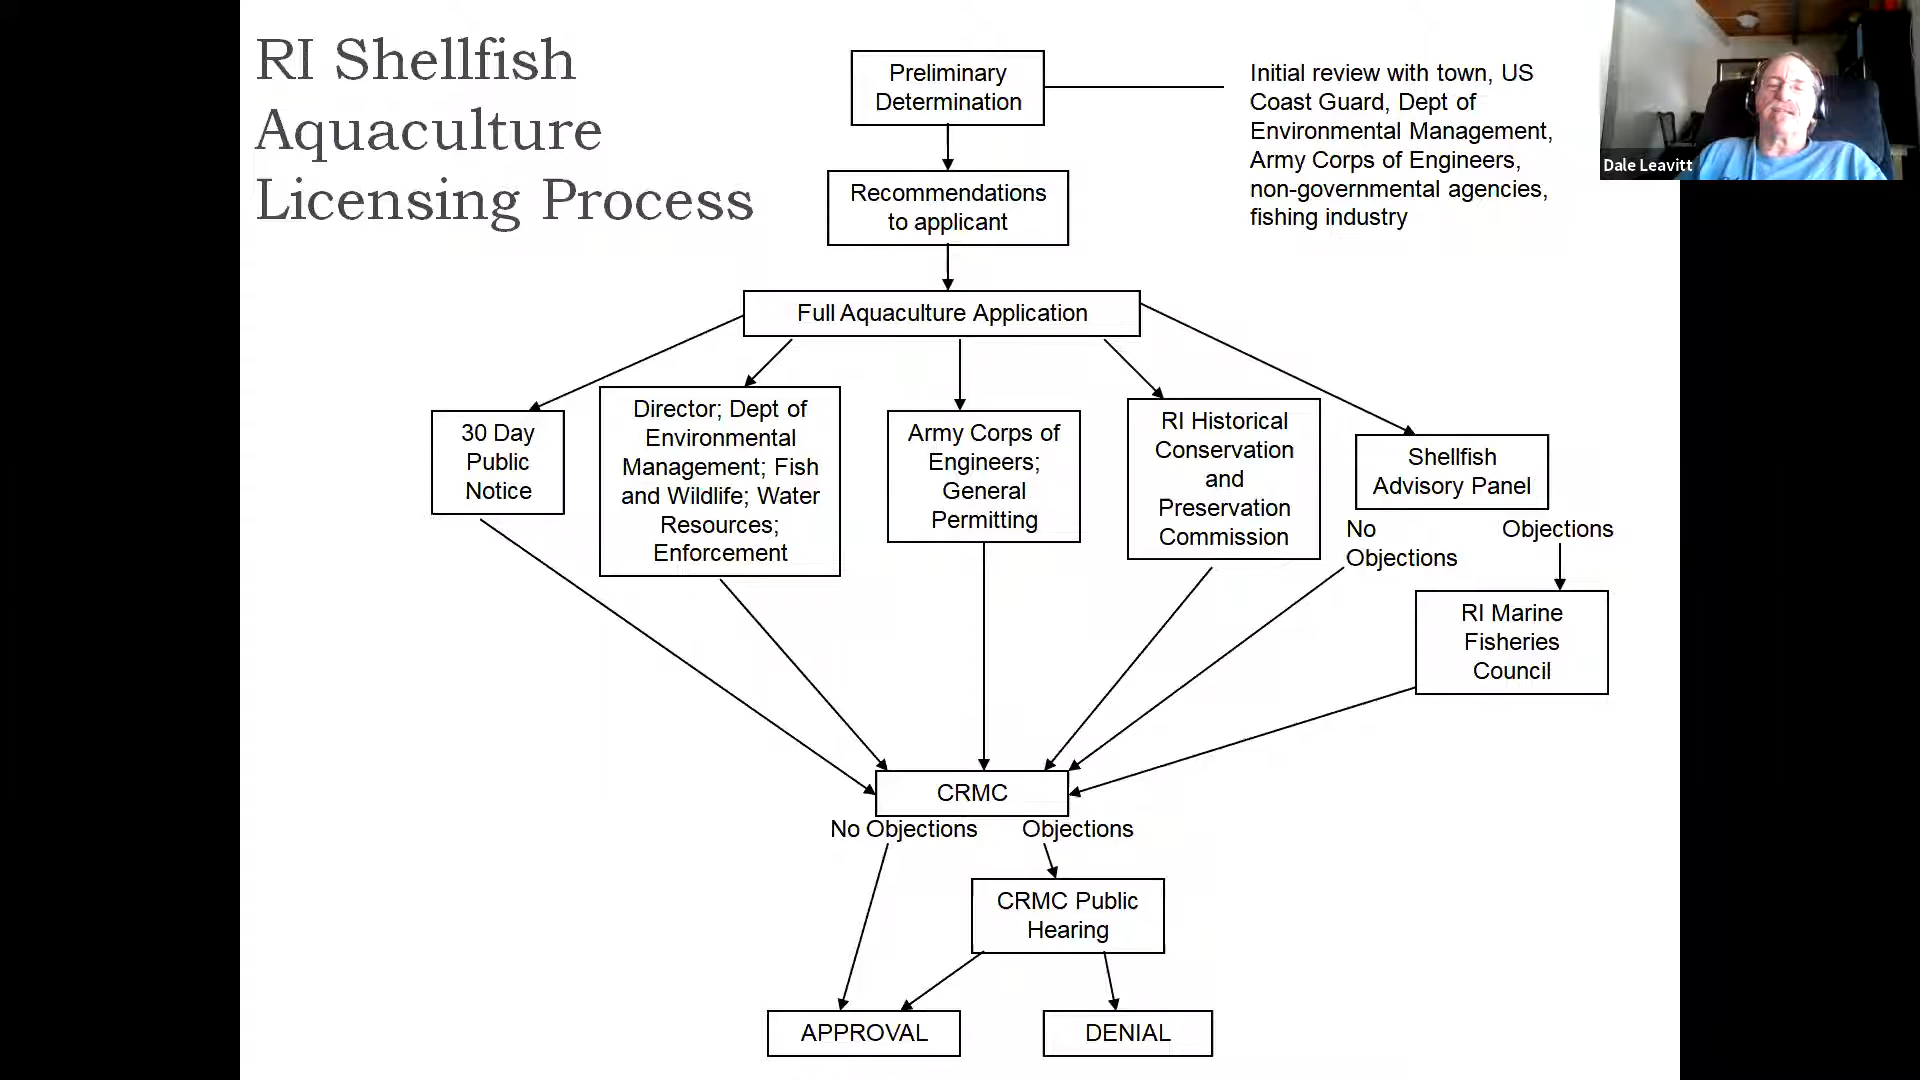 RI Shellfish
Aquaculture
Licensing Process
Preliminary
Determination
Initial review with town, US
Coast Guard, Dept of
Environmental Management,
Army Corps of Engineers,
non-governmental agencies,
fishing industry
Dale Leavitt
Recommendations
to applicant
Full Aquaculture Application
30 Day
Public
Notice
Director; Dept of
Environmental
Management; Fish
and Wildlife; Water
Resources;
Enforcement
Army Corps of
Engineers;
General
Permitting
RI Historical
Conservation
and
Preservation
Commission
Shellfish
Advisory Panel
No
Objections
Objections
RI Marine
Fisheries
Council
CRMC
No Objections
Objections
CRMC Public
Hearing
APPROVAL
DENIAL